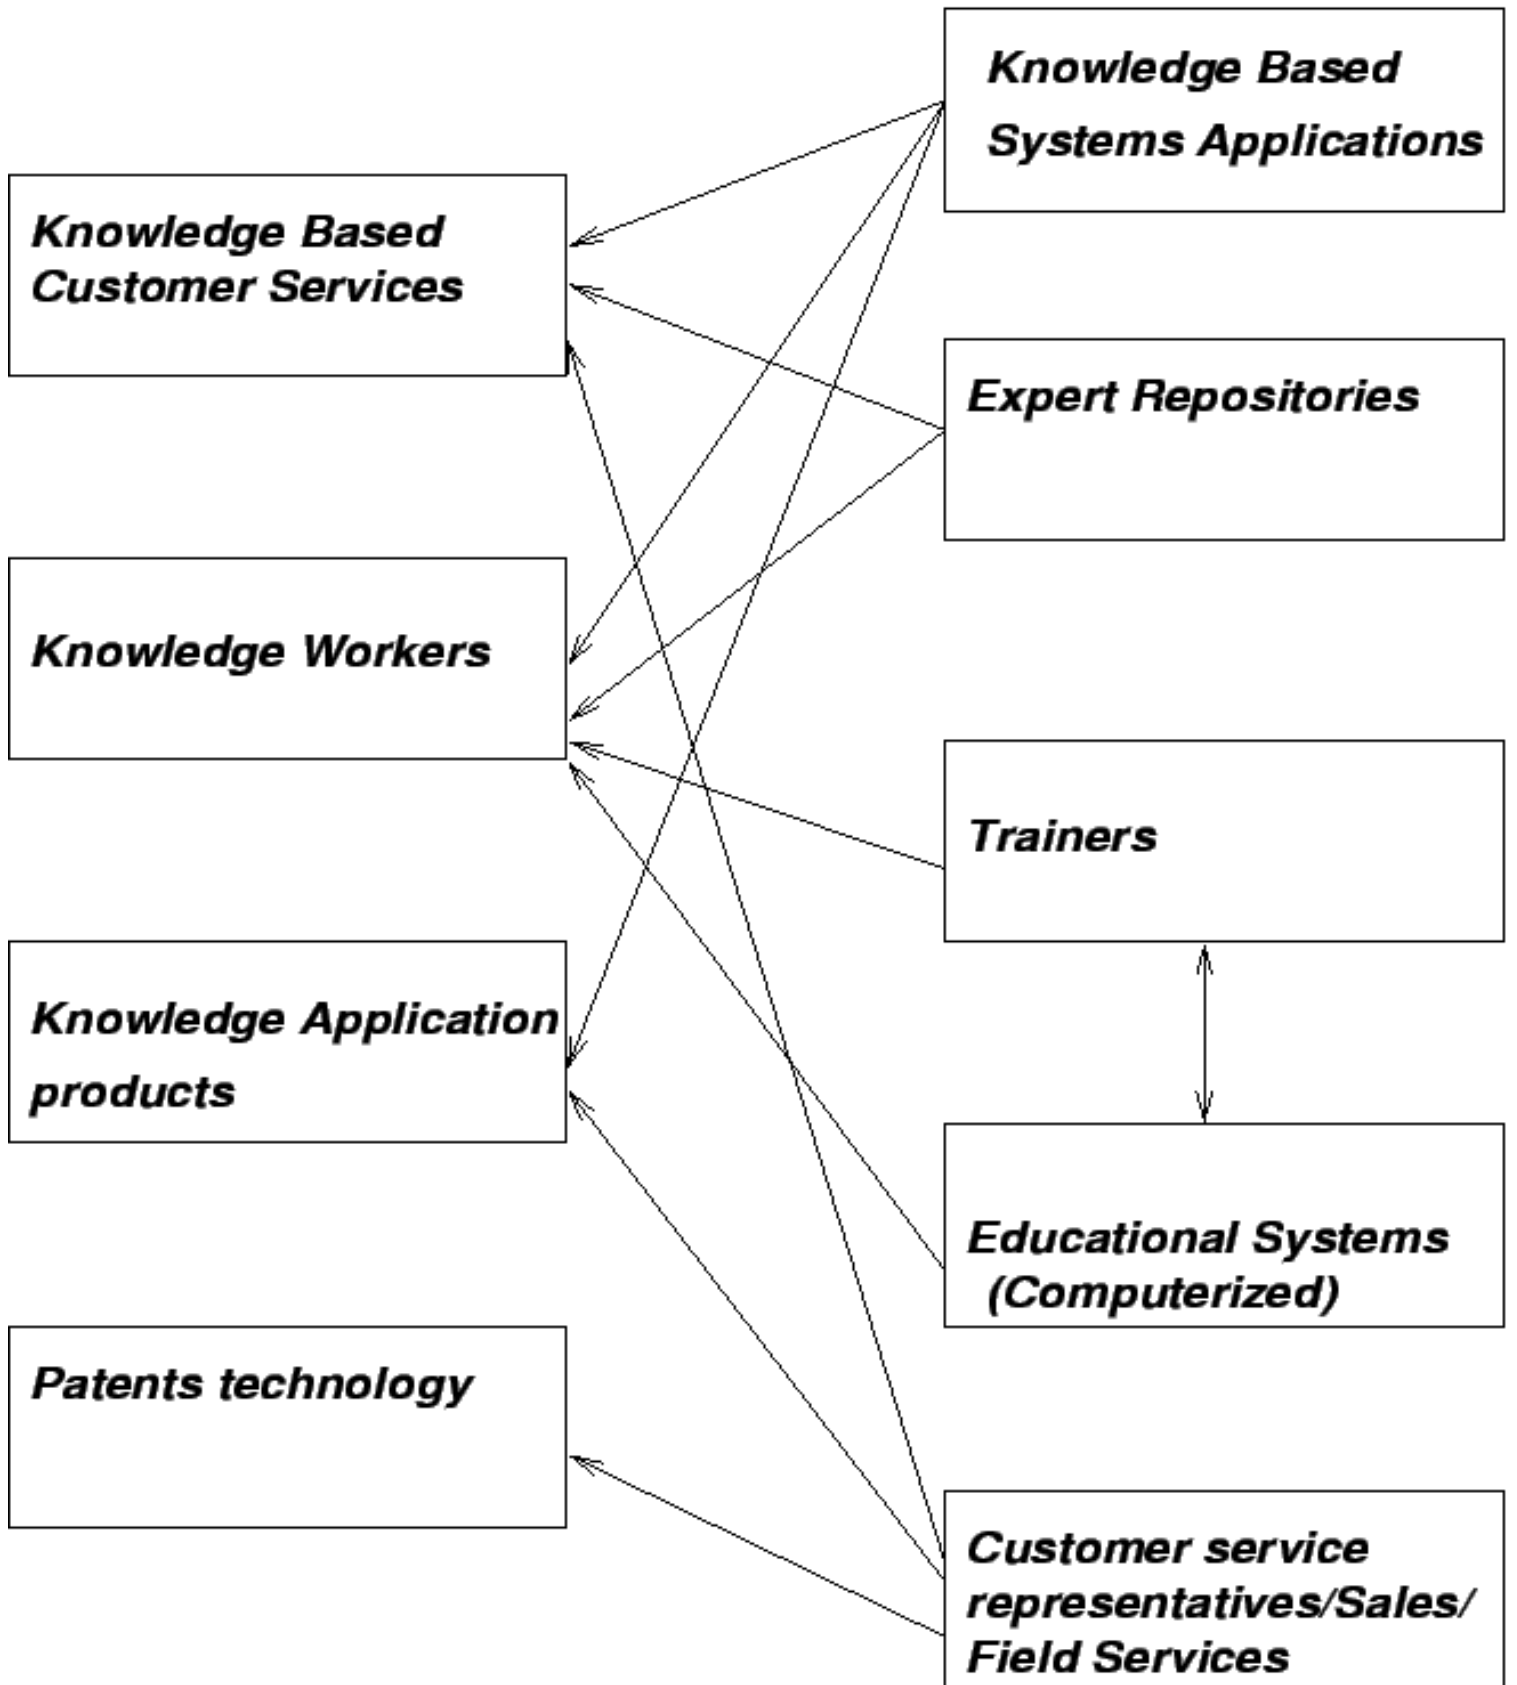 Knowledge Based
Systems Applications
Knowledge Based
Customer Services
Expert Repositories
Knowledge Workers
Trainers
Knowledge Application
products
Educational Systems
(Computerized)
Patents technology
Customer service
representatives/Sales/
Field Services